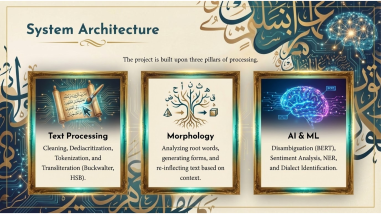 System Architecture
The project is built upon three pillars of processing.
Text Processing
Cleaning, Dediacritization,
Tokenization, and
Transliteration (Buckwalter,
HSB).
Morphology
Analyzing root words,
generating forms, and
re-inflecting text based on
context.
AI & ML
Disambiguation (BERT),
Sentiment Analysis, NER,
and Dialect Identification.